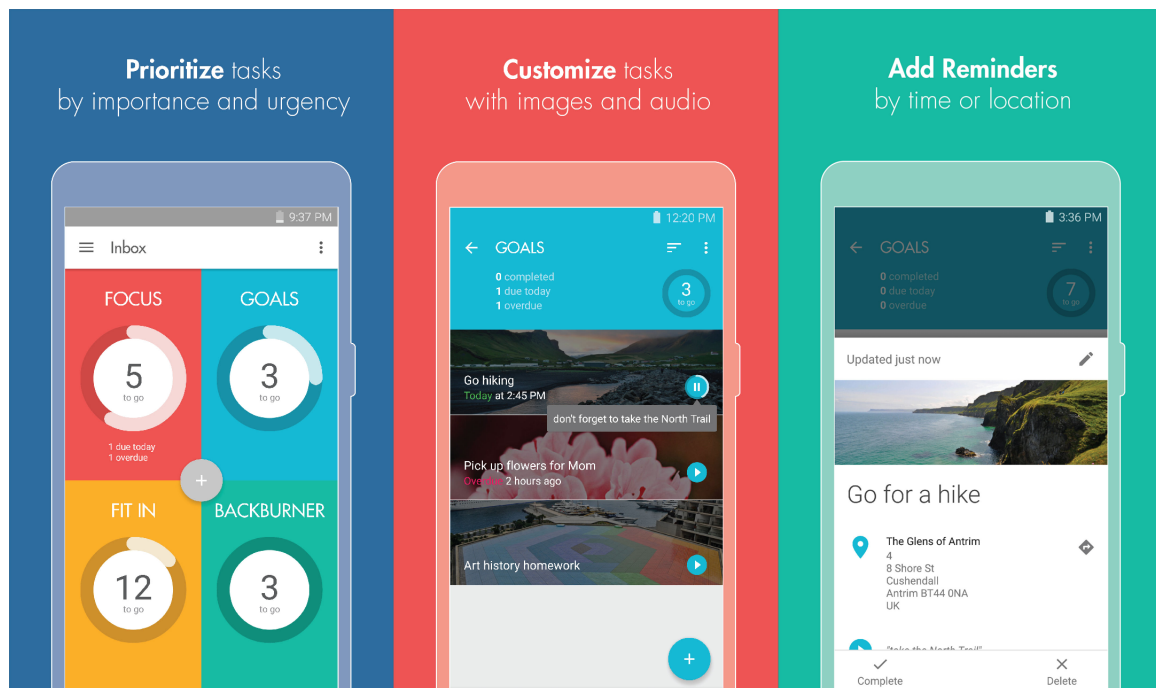 Prioritize tasks
by importance and urgency
9:37 PM
Inbox
FOCUS
5
to go
1 due today
1 overdue
GOALS
3
to go
+
FIT IN
12
to go
BACKBURNER
3
to go
Customize tasks
with images and audio
12:20 PM
GOALS
0 completed
1 due today
1 overdue
3
to go
Go hiking
Today at 2:45 PM
don't forget to take the North Trail
Pick up flowers for Mom
Overdue 2 hours ago
Art history homework
+
Add Reminders
by time or location
3:36 PM
GOALS
0 completed
0 due today
0 overdue
7
to go
Updated just now
Go for a hike
The Glens of Antrim
4
8 Shore St
Cushendall
Antrim BT44 0NA
UK
"take the North Trail"
Complete
Delete